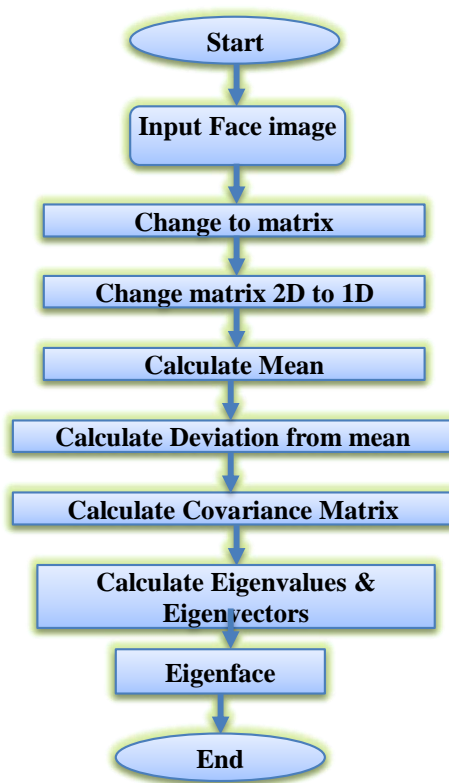 Start
Input Face image
Change to matrix
Change matrix 2D to 1D
Calculate Mean
Calculate Deviation from mean
Calculate Covariance Matrix
Calculate Eigenvalues &
Eigenvectors
Eigenface
End